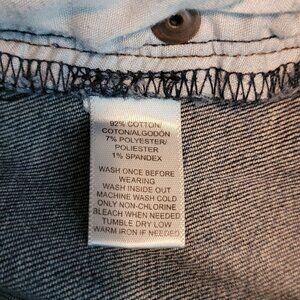 92% COTTON/
COTON/ALGODÓN
7% POLYESTER/
POLIESTER
1% SPANDEX
WASH ONCE BEFORE
WEARING
WASH INSIDE OUT
MACHINE WASH COLD
ONLY NON-CHLORINE
BLEACH WHEN NEEDED
TUMBLE DRY LOW
WARM IRON IF NEEDED